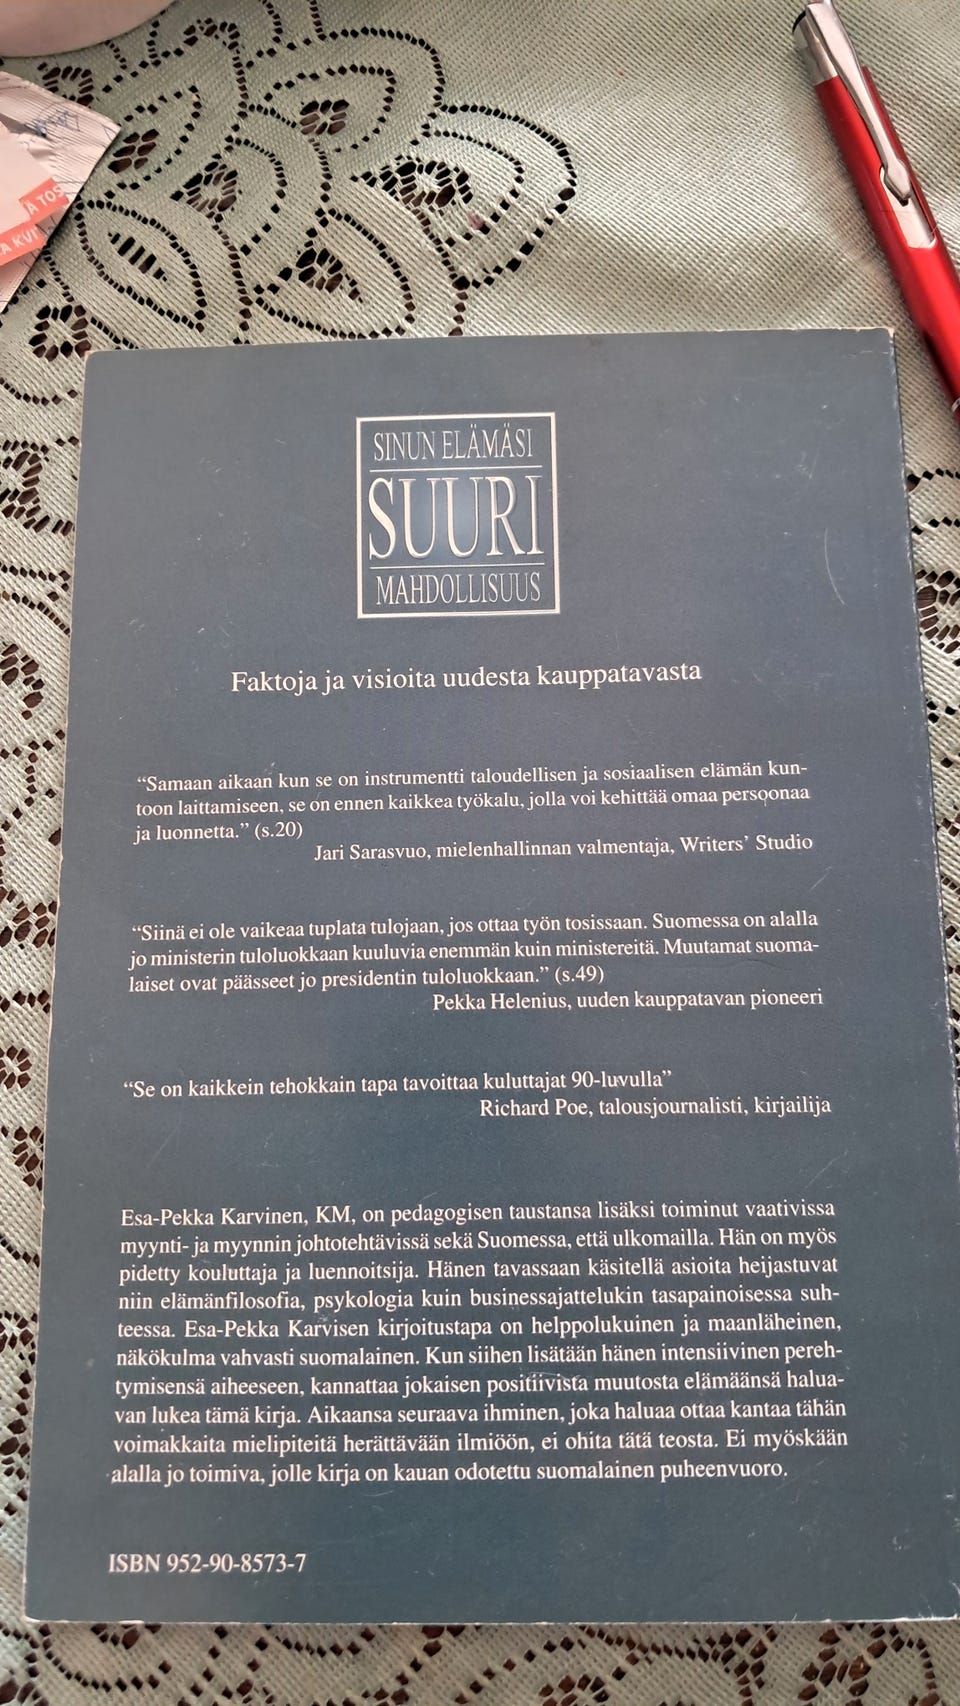 Ä TOS
A KUI
SINUN ELÄMÄSI
SUURI
MAHDOLLISUUS
Faktoja ja visioita uudesta kauppatavasta
“Samaan aikaan kun se on instrumentti taloudellisen ja sosiaalisen elämän kun-
toon laittamiseen, se on ennen kaikkea työkalu, jolla voi kehittää omaa persoonaa
ja luonnetta.” (s.20)
Jari Sarasvuo, mielenhallinnan valmentaja, Writers’ Studio
“Siinä ei ole vaikeaa tuplata tulojaan, jos ottaa työn tosissaan. Suomessa on alalla
jo ministerin tuloluokkaan kuuluvia enemmän kuin ministereitä. Muutamat suoma-
laiset ovat päässeet jo presidentin tuloluokkaan.” (s.49)
Pekka Helenius, uuden kauppatavan pioneeri
“Se on kaikkein tehokkain tapa tavoittaa kuluttajat 90-luvulla”
Richard Poe, talousjournalisti, kirjailija
Esa-Pekka Karvinen, KM, on pedagogisen taustansa lisäksi toiminut vaativissa
myynti- ja myynnin johtotehtävissä sekä Suomessa, että ulkomailla. Hän on myös
pidetty kouluttaja ja luennoitsija. Hänen tavassaan käsitellä asioita heijastuvat
niin elämänfilosofia, psykologia kuin businessajattelukin tasapainoisessa suh-
teessa. Esa-Pekka Karvisen kirjoitustapa on helppolukuinen ja maanläheinen,
näkökulma vahvasti suomalainen. Kun siihen lisätään hänen intensiivinen pereh-
tymisensä aiheeseen, kannattaa jokaisen positiivista muutosta elämäänsä halua-
van lukea tämä kirja. Aikaansa seuraava ihminen, joka haluaa ottaa kantaa tähän
voimakkaita mielipiteitä herättävään ilmiöön, ei ohita tätä teosta. Ei myöskään
alalla jo toimiva, jolle kirja on kauan odotettu suomalainen puheenvuoro.
ISBN 952-90-8573-7